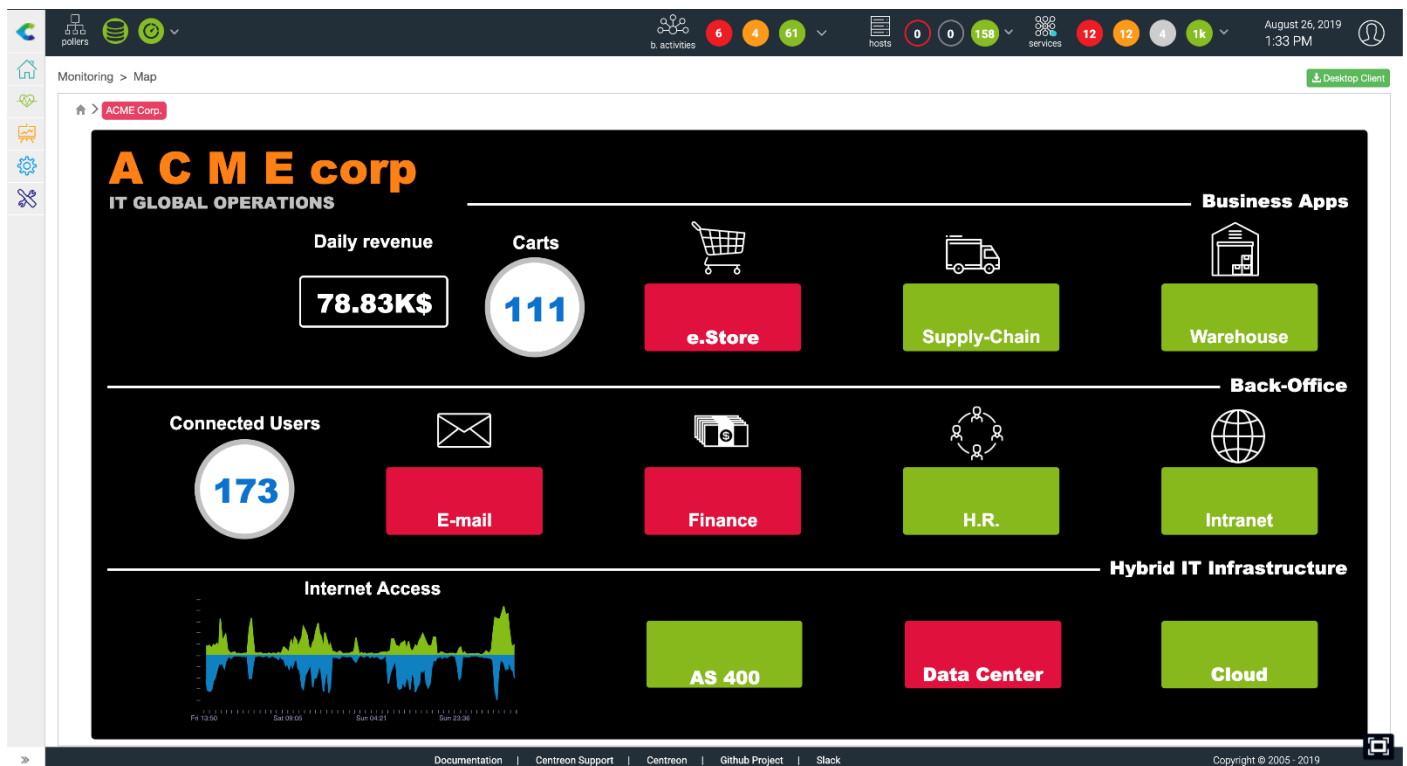 pollers
b. activities 6 4 61
hosts 0 0 158
services 12 12 4 1k
August 26, 2019
1:33 PM
Monitoring > Map
Desktop Client
ACME Corp.
A C M E corp
IT GLOBAL OPERATIONS
Business Apps
Daily revenue
Carts
78.83K$
111
e.Store
Supply-Chain
Warehouse
Back-Office
Connected Users
173
E-mail
Finance
H.R.
Intranet
Hybrid IT Infrastructure
Internet Access
Fri 13:50 Sat 09:05 Sun 04:21 Sun 23:36
AS 400
Data Center
Cloud
Documentation | Centreon Support | Centreon | Github Project | Slack
Copyright © 2005 - 2019